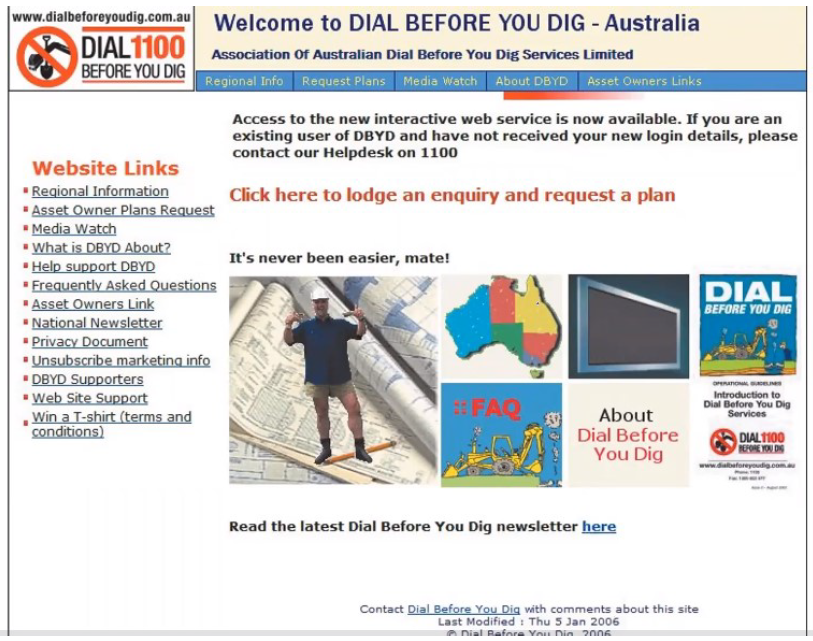 www.dialbeforeyoudig.com.au
DIAL1100
BEFORE YOU DIG
Welcome to DIAL BEFORE YOU DIG - Australia
Association Of Australian Dial Before You Dig Services Limited
Regional Info
Request Plans
Media Watch
About DBYD
Asset Owners Links
Access to the new interactive web service is now available. If you are an
existing user of DBYD and have not received your new login details, please
contact our Helpdesk on 1100
Website Links
Regional Information
Asset Owner Plans Request
Media Watch
What is DBYD About?
Help support DBYD
Frequently Asked Questions
Asset Owners Link
National Newsletter
Privacy Document
Unsubscribe marketing info
DBYD Supporters
Web Site Support
Win a T-shirt (terms and
conditions)
Click here to lodge an enquiry and request a plan
It's never been easier, mate!
DIAL
BEFORE YOU DIG
OPERATIONAL GUIDELINES
Introduction to
Dial Before You Dig
Services
DIAL1100
BEFORE YOU DIG
www.dialbeforeyoudig.com.au
Phone: 1100
:: FAQ
About
Dial Before
You Dig
Read the latest Dial Before You Dig newsletter here
Contact Dial Before You Dig with comments about this site
Last Modified : Thu 5 Jan 2006
© Dial Before You Dig, 2006